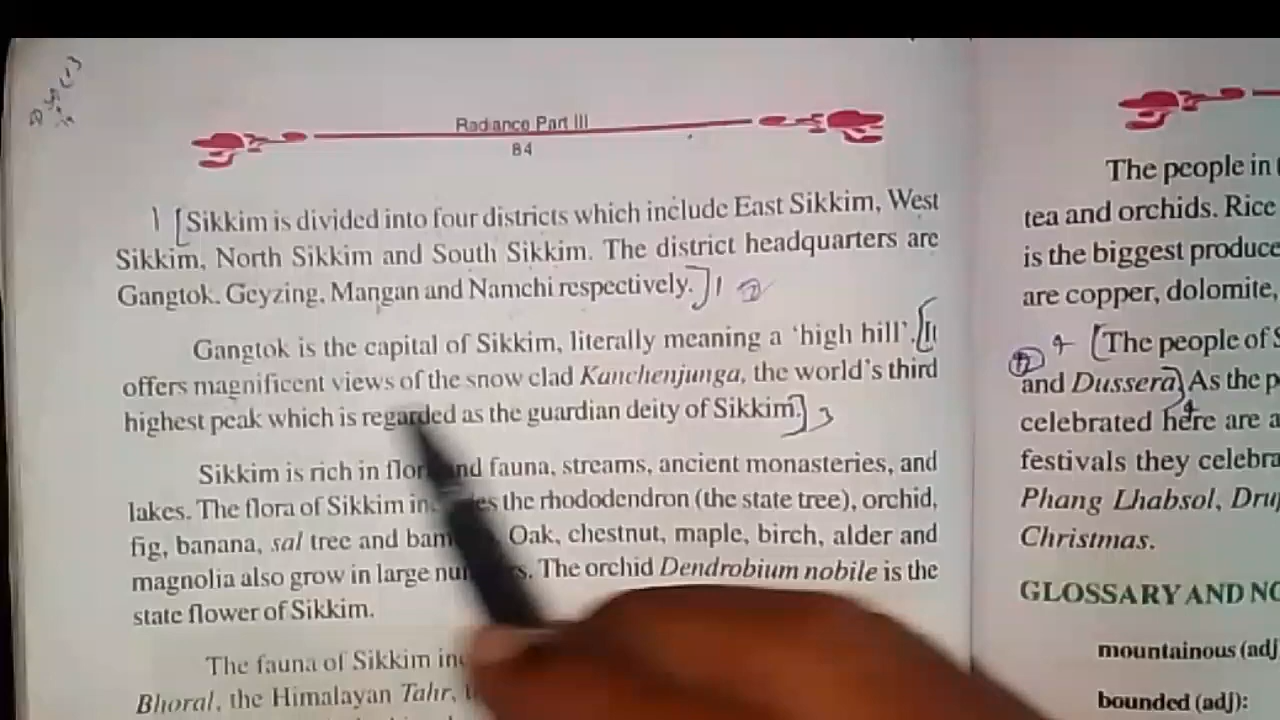 Radiance Part III
84
1 [Sikkim is divided into four districts which include East Sikkim, West
Sikkim, North Sikkim and South Sikkim. The district headquarters are
Gangtok. Geyzing, Mangan and Namchi respectively.]1 2
Gangtok is the capital of Sikkim, literally meaning a 'high hill'. [It
offers magnificent views of the snow clad Kanchenjunga, the world's third
highest peak which is regarded as the guardian deity of Sikkim.] 3
Sikkim is rich in flora and fauna, streams, ancient monasteries, and
lakes. The flora of Sikkim includes the rhododendron (the state tree), orchid,
fig, banana, sal tree and Oak, chestnut, maple, birch, alder and
magnolia also grow in large The orchid Dendrobium nobile is the
state flower of Sikkim.
The fauna of Sikkim
Bhoral, the Himalayan Tahr,
The people in
tea and orchids. Rice
is the biggest
are copper, dolomite,
4 [The people of
and Dussera] As the
celebrated here are
festivals they
Phang Lhabsol,
Christmas.
GLOSSARY AND
mountainous (adj
bounded (adj):